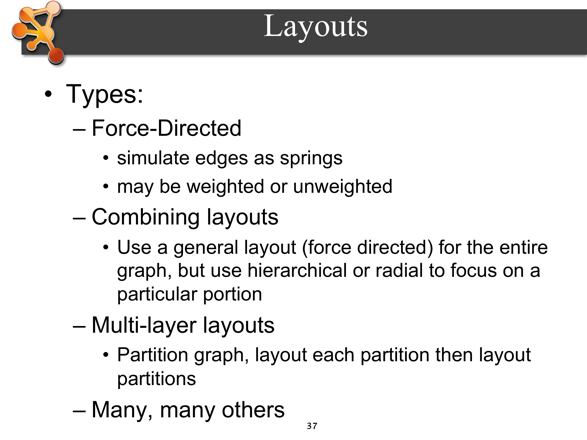 Layouts
• Types:
– Force-Directed
• simulate edges as springs
• may be weighted or unweighted
– Combining layouts
• Use a general layout (force directed) for the entire
graph, but use hierarchical or radial to focus on a
particular portion
– Multi-layer layouts
• Partition graph, layout each partition then layout
partitions
– Many, many others
37